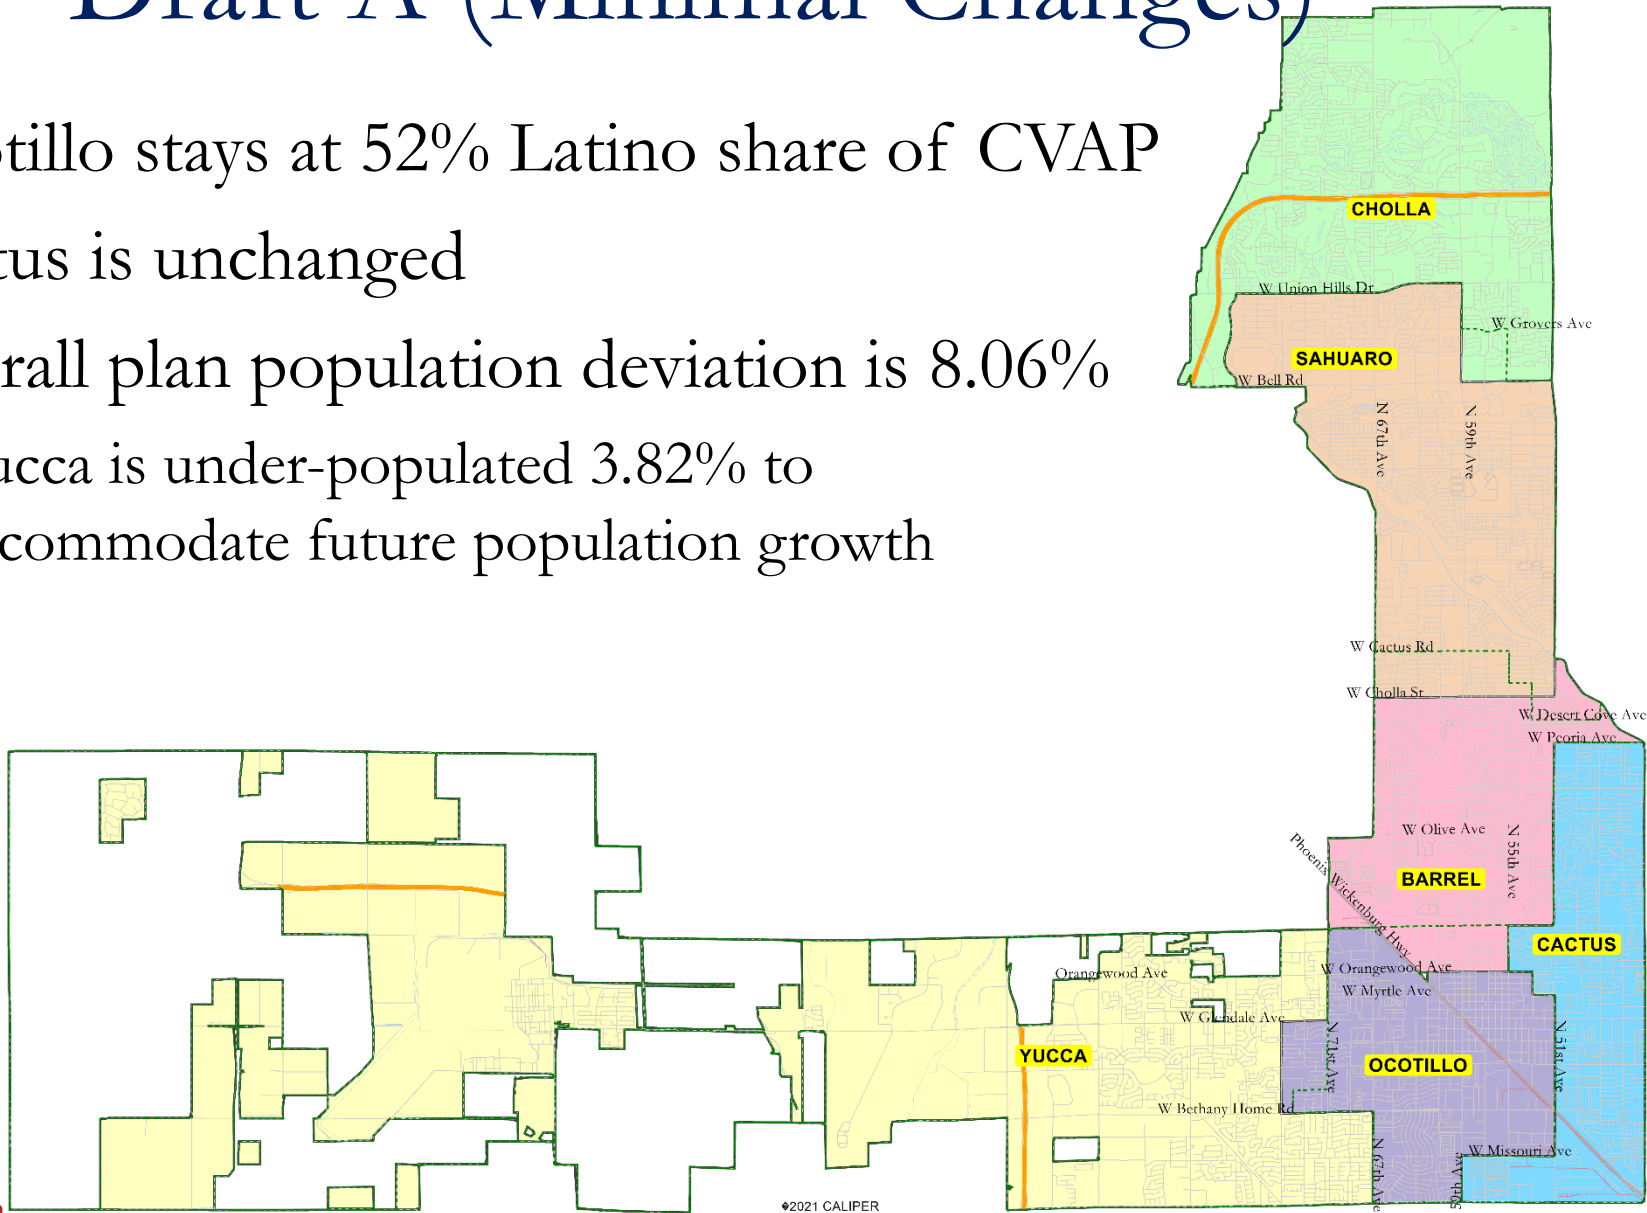 Draft A (Minimal Changes)
otillo stays at 52% Latino share of CVAP
tus is unchanged
rall plan population deviation is 8.06%
ucca is under-populated 3.82% to
commodate future population growth
CHOLLA
W Union Hills Dr
W Grovers Ave
SAHUARO
W Bell Rd
N 67th Ave
N 59th Ave
W Cactus Rd
W Cholla St
W Desert Cove Ave
W Peoria Ave
W Olive Ave
N 55th Ave
Phoenix Wickenburg Hwy
BARREL
CACTUS
Orangewood Ave
W Orangewood Ave
W Myrtle Ave
W Glendale Ave
N 71st Ave
N 51st Ave
YUCCA
OCOTILLO
W Bethany Home Rd
N 67th Ave
W Missouri Ave
©2021 CALIPER